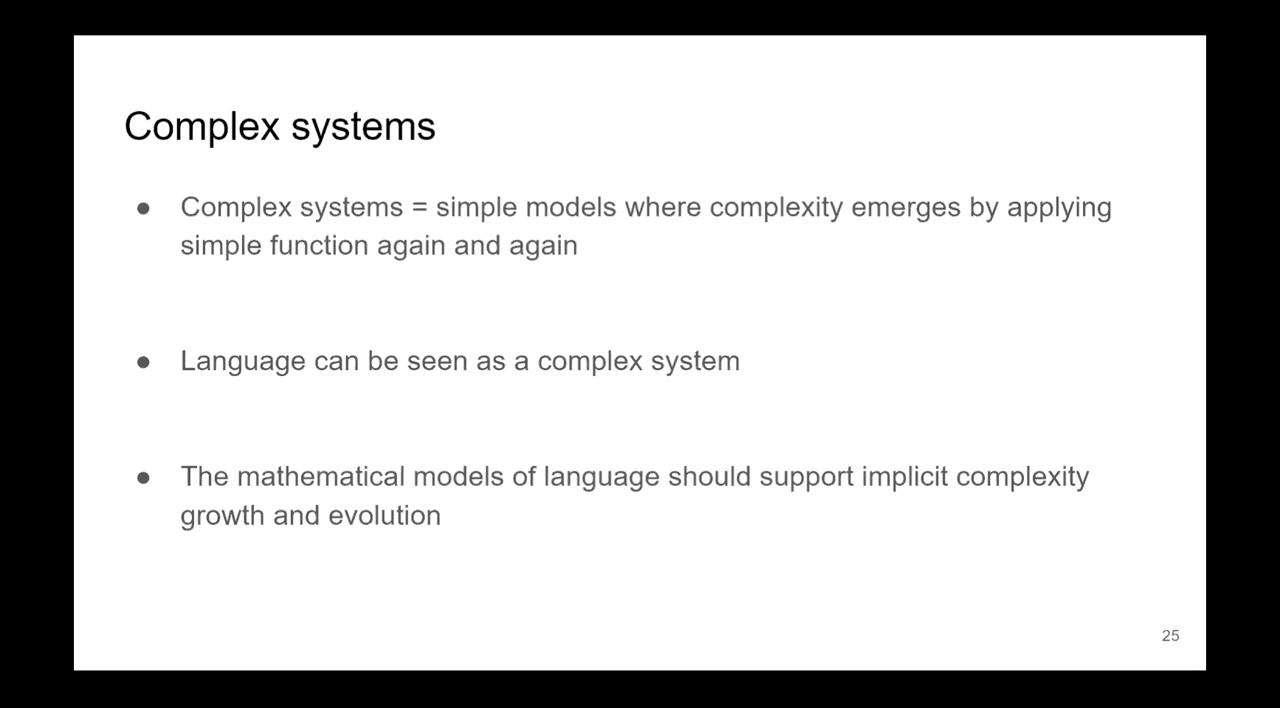 Complex systems
● Complex systems = simple models where complexity emerges by applying
simple function again and again
● Language can be seen as a complex system
● The mathematical models of language should support implicit complexity
growth and evolution
25